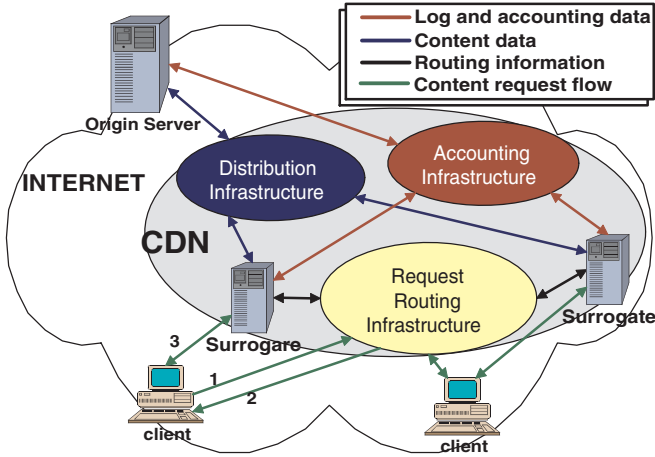 Log and accounting data
Content data
Routing information
Content request flow
Origin Server
INTERNET
Distribution
Infrastructure
Accounting
Infrastructure
CDN
Request
Routing
Infrastructure
Surrogare
Surrogate
3
1
2
client
client